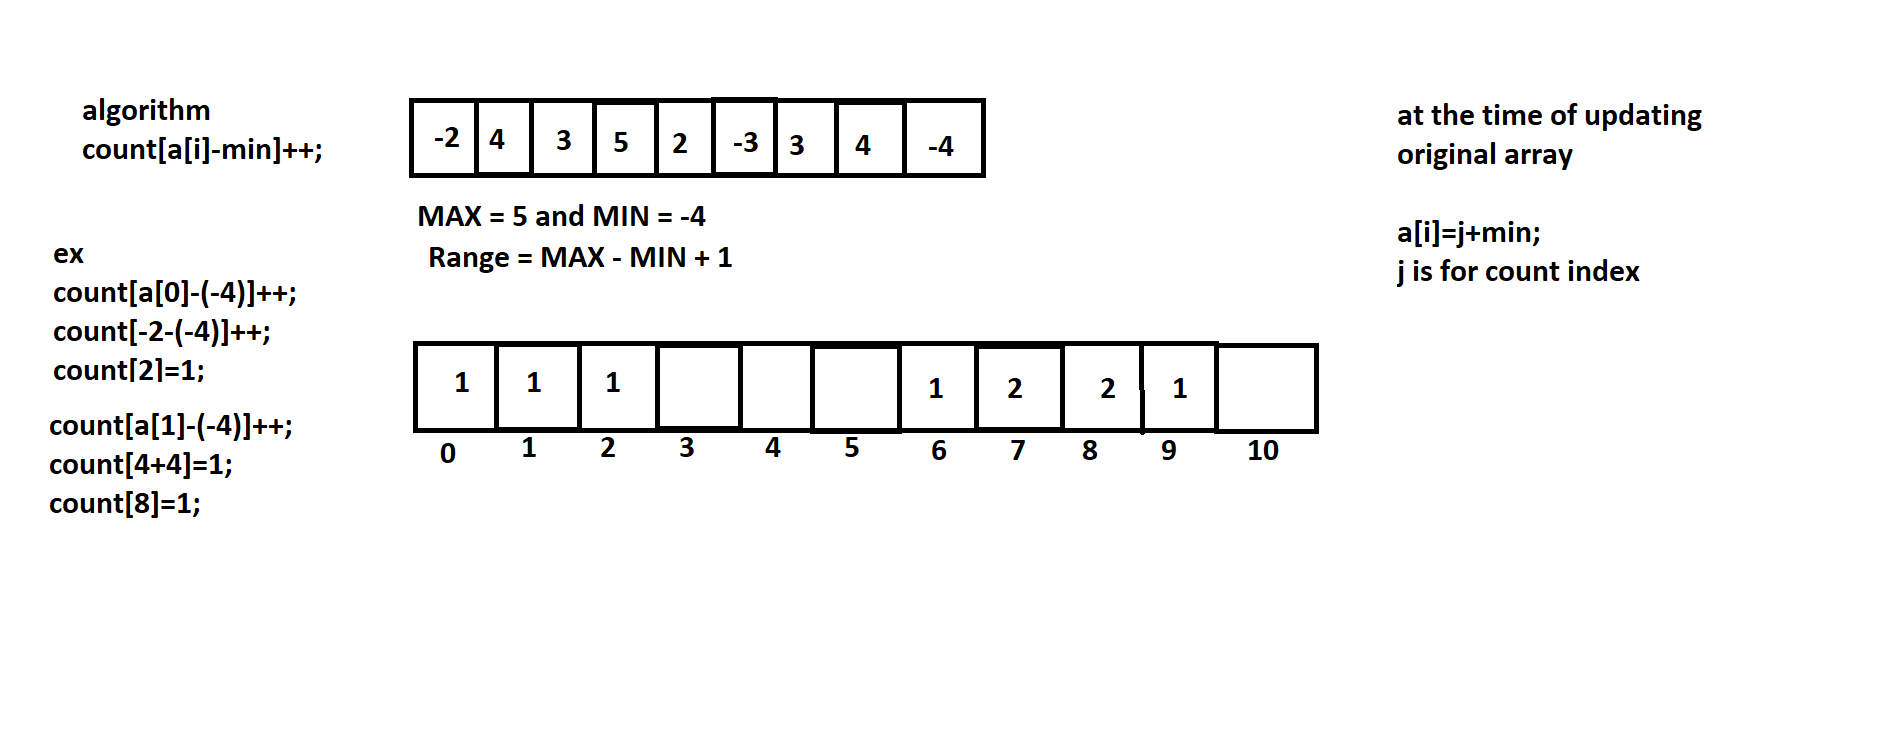 algorithm
count[a[i]-min]++;
-2 4 3 5 2 -3 3 4 -4
at the time of updating
original array
MAX = 5 and MIN = -4
Range = MAX - MIN + 1
a[i]=j+min;
j is for count index
ex
count[a[0]-(-4)]++;
count[-2-(-4)]++;
count[2]=1;
count[a[1]-(-4)]++;
count[4+4]=1;
count[8]=1;
1 1 1 1 2 2 1
0 1 2 3 4 5 6 7 8 9 10